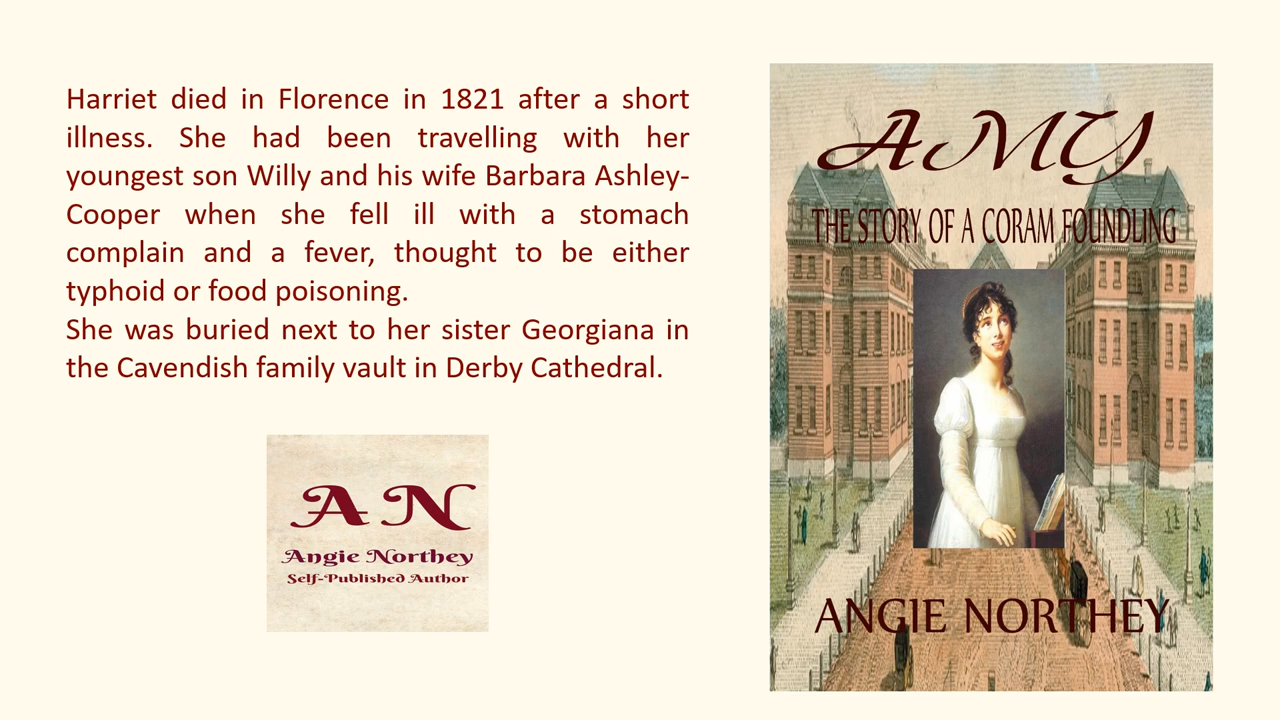 Harriet died in Florence in 1821 after a short
illness. She had been travelling with her
youngest son Willy and his wife Barbara Ashley-
Cooper when she fell ill with a stomach
complain and a fever, thought to be either
typhoid or food poisoning.
She was buried next to her sister Georgiana in
the Cavendish family vault in Derby Cathedral.
AN
Angie Northey
Self-Published Author
AMY
THE STORY OF A CORAM FOUNDLING
ANGIE NORTHEY